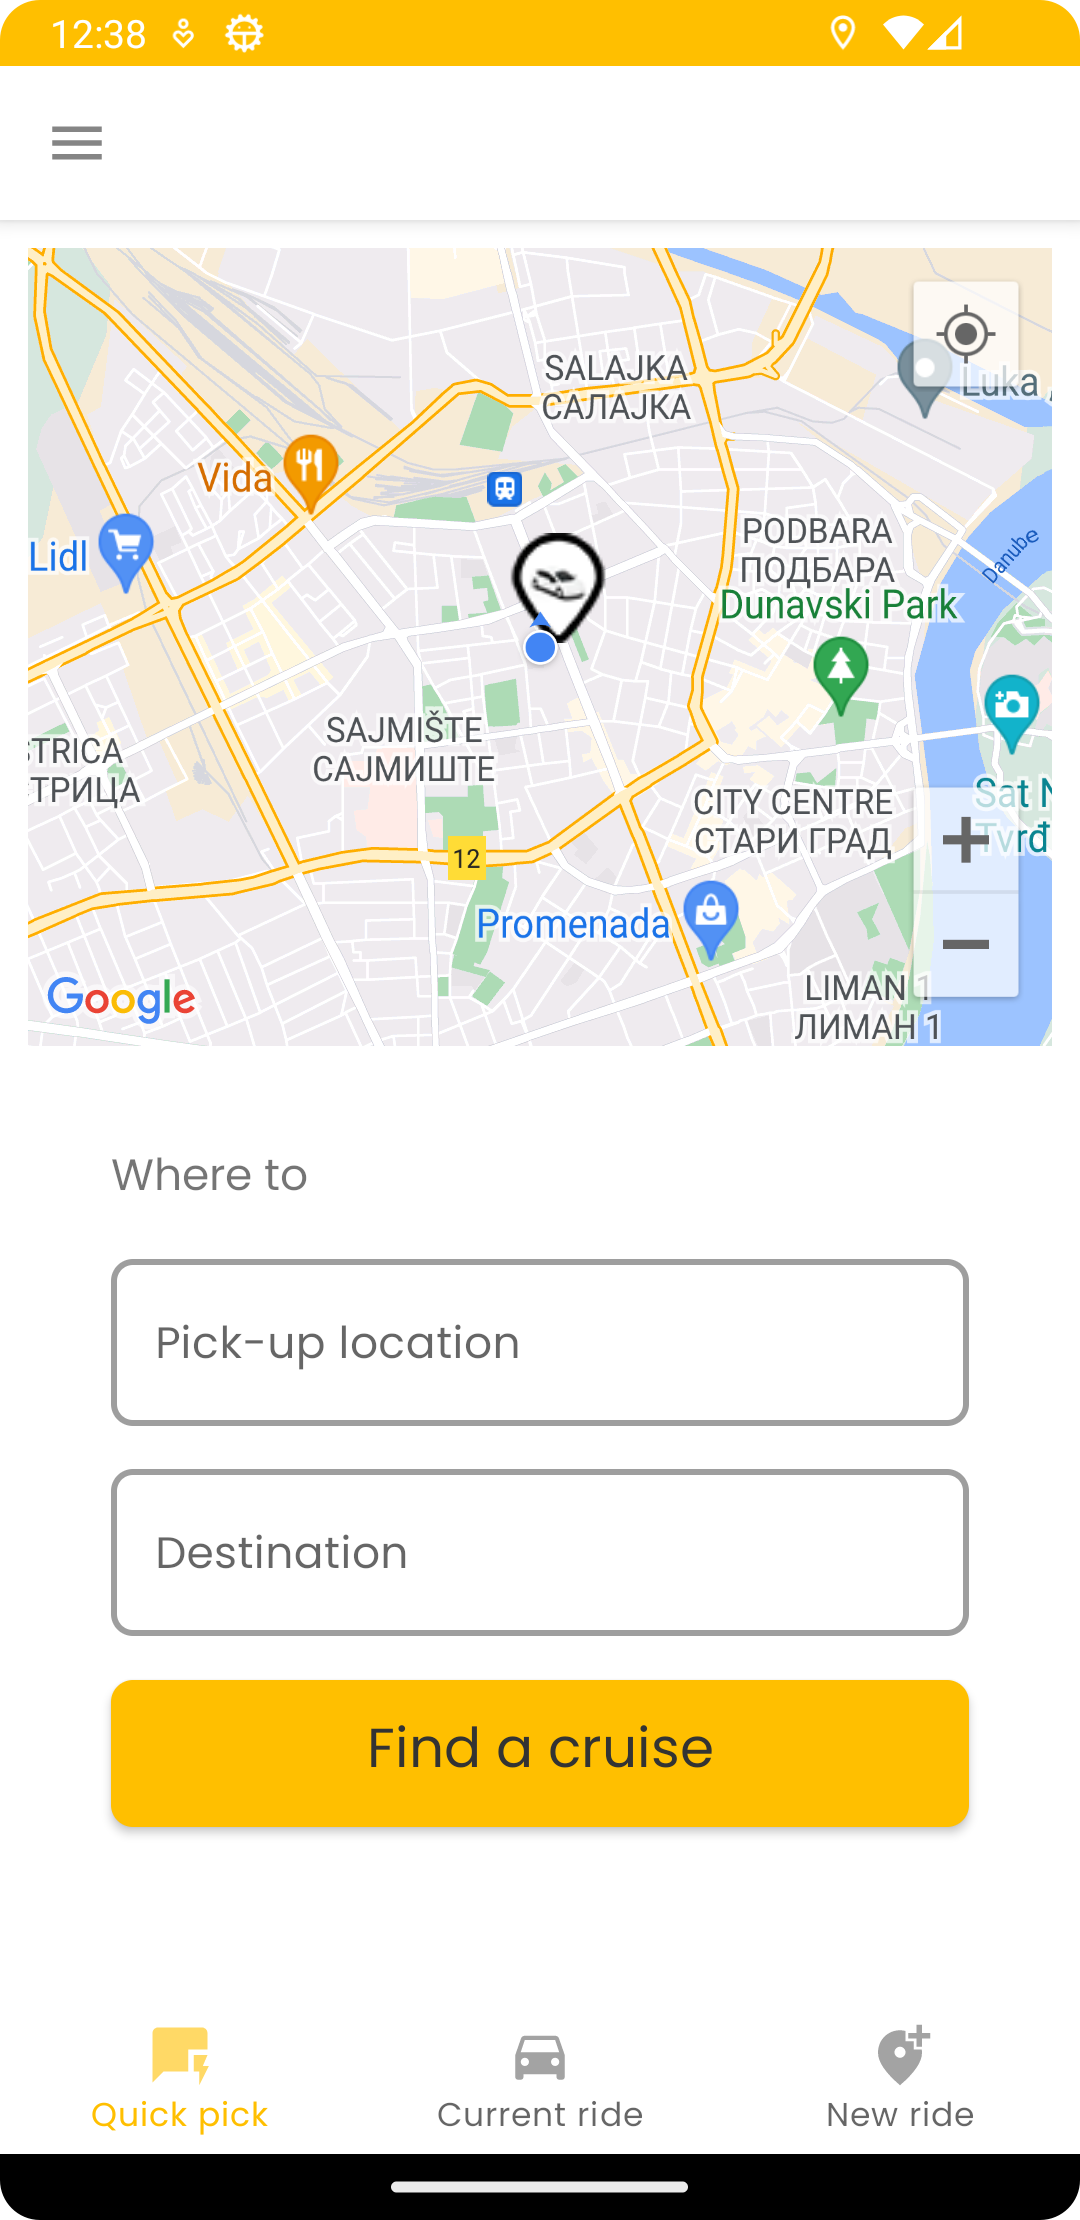 12:38
SALAJKA
САЛАЈКА
Luka
Vida
Lidl
PODBARA
ПОДБАРА
Dunavski Park
Danube
SAJMIŠTE
САЈМИШТЕ
TRICA
ТРИЦА
CITY CENTRE
СТАРИ ГРАД
Sat N
Tvrđ
12
Promenada
LIMAN 1
ЛИМАН 1
Google
Where to
Pick-up location
Destination
Find a cruise
Quick pick
Current ride
New ride